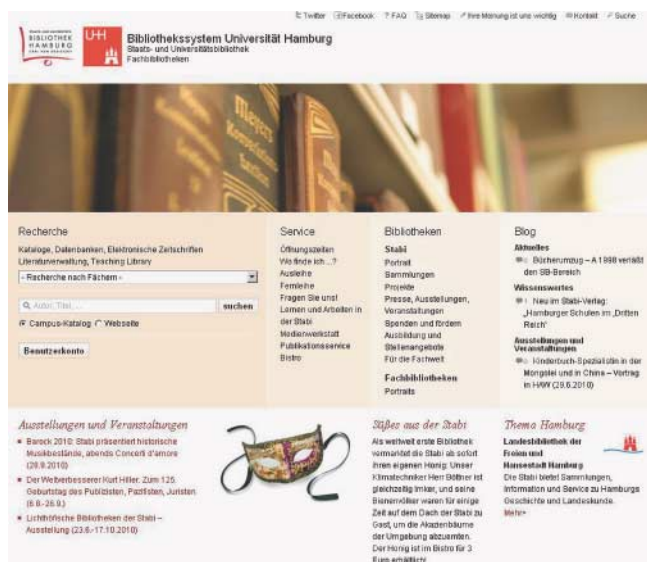 Twitter Facebook ? FAQ Sitemap Ihre Meinung ist uns wichtig Kontakt Suche
BIBLIOTHEK
HAMBURG
UHH
Bibliothekssystem Universität Hamburg
Staats- und Universitätsbibliothek
Fachbibliotheken
Meyers
Konversations-
Recherche
Kataloge, Datenbanken, Elektronische Zeitschriften
Literaturverwaltung, Teaching Library
- Recherche nach Fächern -
Autor, Titel, ... suchen
Campus-Katalog Webseite
Benutzerkonto
Service
Öffnungszeiten
Wo finde ich...?
Ausleihe
Fernleihe
Fragen Sie uns!
Lernen und Arbeiten in
der Stabi
Medienwerkstatt
Publikationsservice
Bistro
Bibliotheken
Stabi
Portrait
Sammlungen
Projekte
Presse, Ausstellungen,
Veranstaltungen
Spenden und fördern
Ausbildung und
Stellenangebote
Für die Fachwelt
Fachbibliotheken
Portraits
Blog
Aktuelles
Bücherumzug – A 1998 verläßt
den SB-Bereich
Wissenswertes
Neu im Stabi-Verlag:
„Hamburger Schulen im „Dritten
Reich“
Ausstellungen und
Veranstaltungen
Kinderbuch-Spezialistin in der
Mongolei und in China – Vortrag
in HAW (29.6.2010)
Ausstellungen und Veranstaltungen
Barock 2010: Stabi präsentiert historische
Musikbestände, abends Concerti d'amore
(28.8.2010)
Der Weltverbesserer Kurt Hiller. Zum 125.
Geburtstag des Publizisten, Pazifisten, Juristen
(6.8.-26.9.)
Lichthöfische Bibliotheken der Stabi –
Ausstellung (23.6.-17.10.2010)
Süßes aus der Stabi
Als weltweit erste Bibliothek
vermarktet die Stabi ab sofort
ihren eigenen Honig: Unser
Klimatechniker Herr Böttner ist
gleichzeitig Imker, und seine
Bienenvölker waren für einige
Zeit auf dem Dach der Stabi zu
Gast, um die Akazienbäume
der Umgebung abzuernten.
Der Honig ist im Bistro für 3
Euro erhältlich!
Thema Hamburg
Landesbibliothek der
Freien und
Hansestadt Hamburg
Die Stabi bietet Sammlungen,
Information und Service zu Hamburgs
Geschichte und Landeskunde.
Mehr»